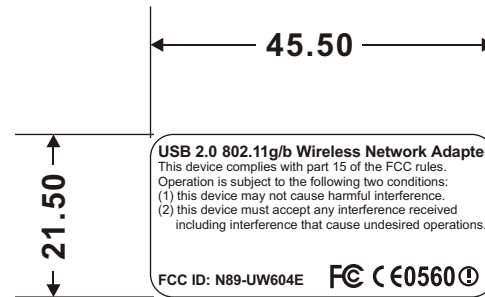 45.50
21.50
USB 2.0 802.11g/b Wireless Network Adapte
This device complies with part 15 of the FCC rules.
Operation is subject to the following two conditions:
(1) this device may not cause harmful interference.
(2) this device must accept any interference received
including interference that cause undesired operations.
FCC ID: N89-UW604E FC CE0560!